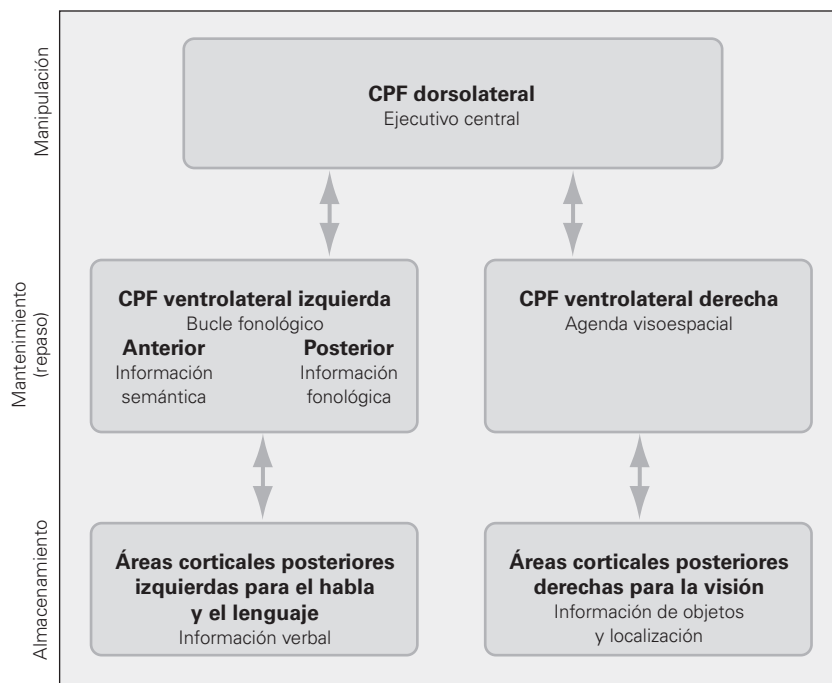 Manipulación
CPF dorsolateral
Ejecutivo central
Mantenimiento
(repaso)
CPF ventrolateral izquierda
Bucle fonológico
Anterior
Información
semántica
Posterior
Información
fonológica
CPF ventrolateral derecha
Agenda visoespacial
Almacenamiento
Áreas corticales posteriores
izquierdas para el habla
y el lenguaje
Información verbal
Áreas corticales posteriores
derechas para la visión
Información de objetos
y localización